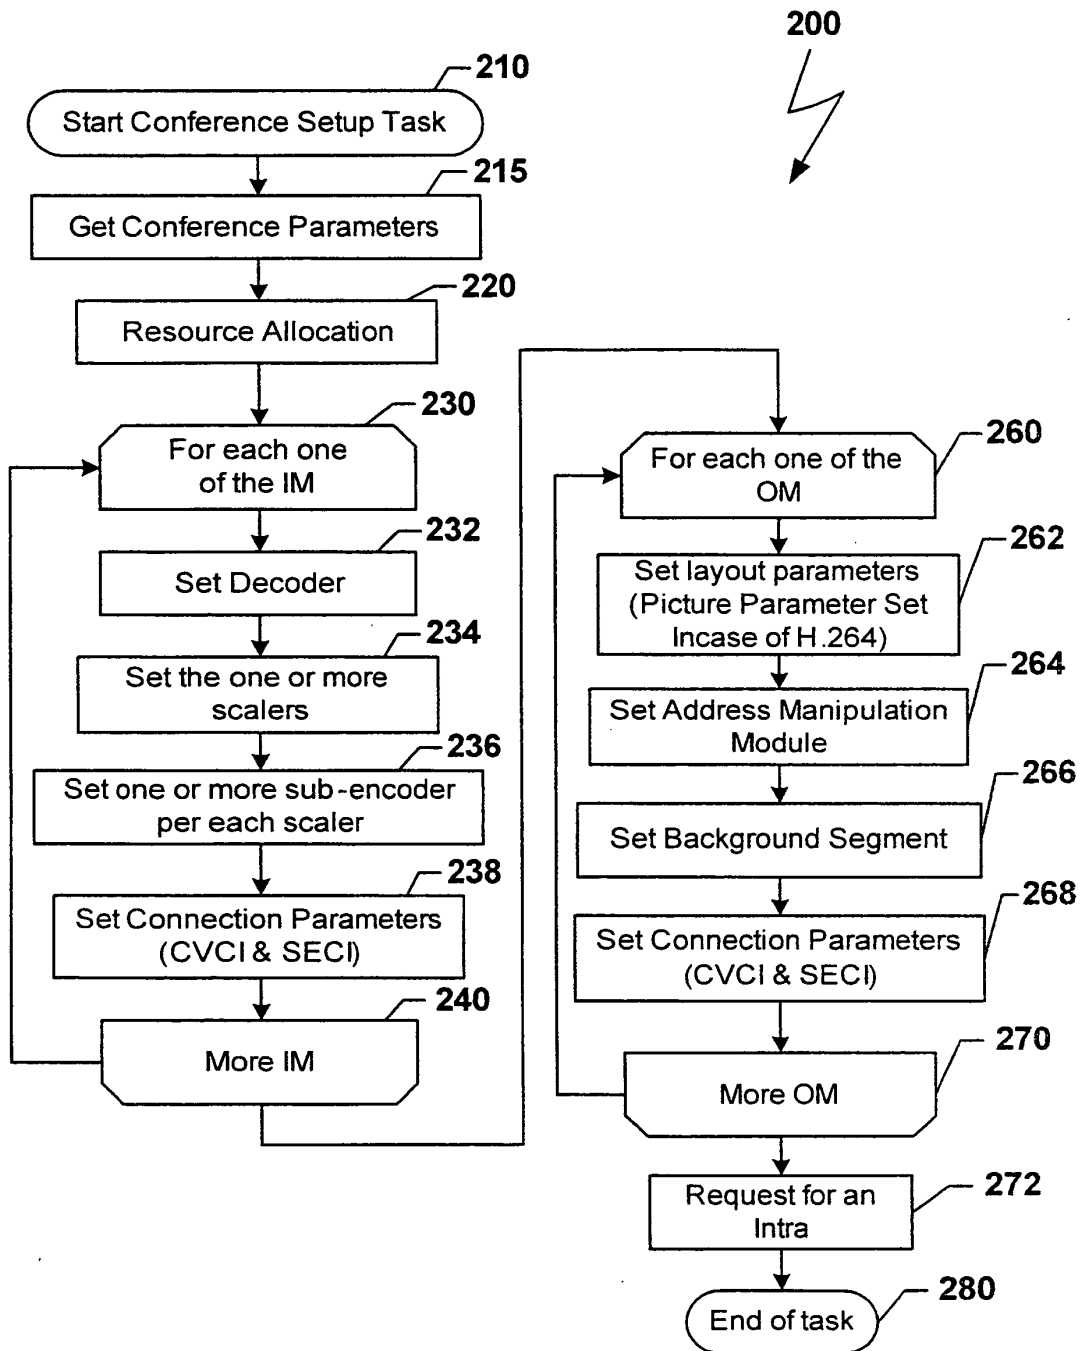 200
210
Start Conference Setup Task
215
Get Conference Parameters
220
Resource Allocation
230
For each one
of the IM
232
Set Decoder
234
Set the one or more
scalers
236
Set one or more sub-encoder
per each scaler
238
Set Connection Parameters
(CVCI & SECI)
240
More IM
260
For each one of the
OM
262
Set layout parameters
(Picture Parameter Set
Incase of H.264)
264
Set Address Manipulation
Module
266
Set Background Segment
268
Set Connection Parameters
(CVCI & SECI)
270
More OM
272
Request for an
Intra
280
End of task